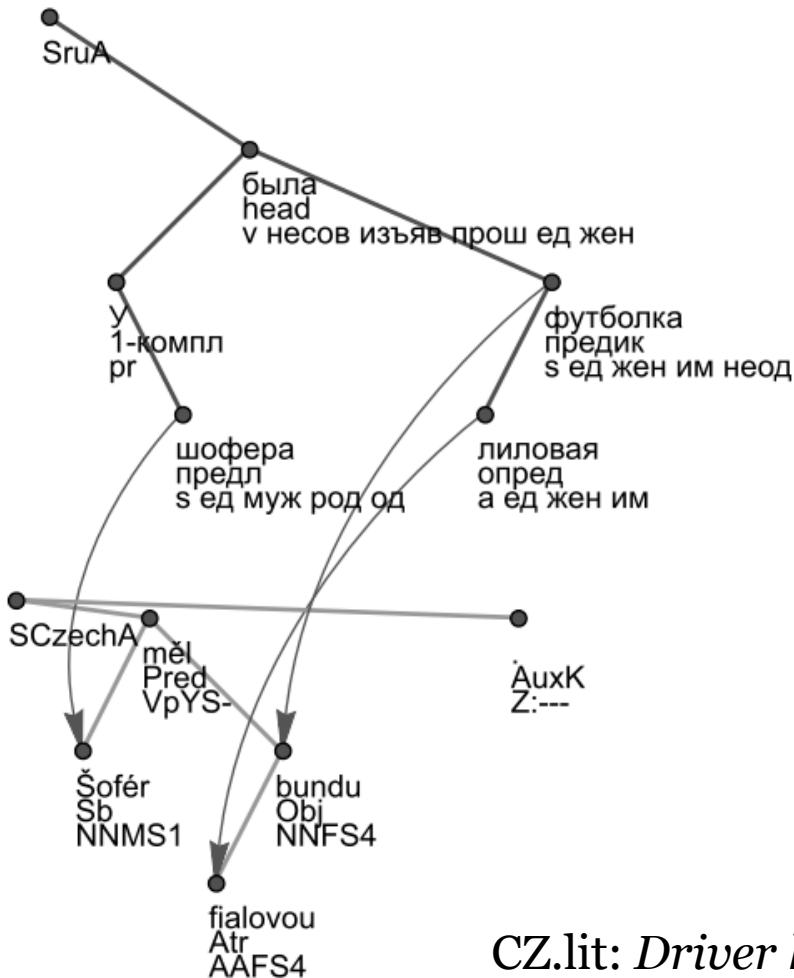 SruA
была
head
v несов изъяв прош ед жен
У
1-компл
pr
футболка
предик
s ед жен им неод
шофера
предл
s ед муж род од
лиловая
опред
а ед жен им
SCzechA
měl
Pred
VpYS-
.
AuxK
Z:---
Šofér
Sb
NNMS1
bundu
Obj
NNFS4
fialovou
Atr
AAFS4
CZ.lit: Driver